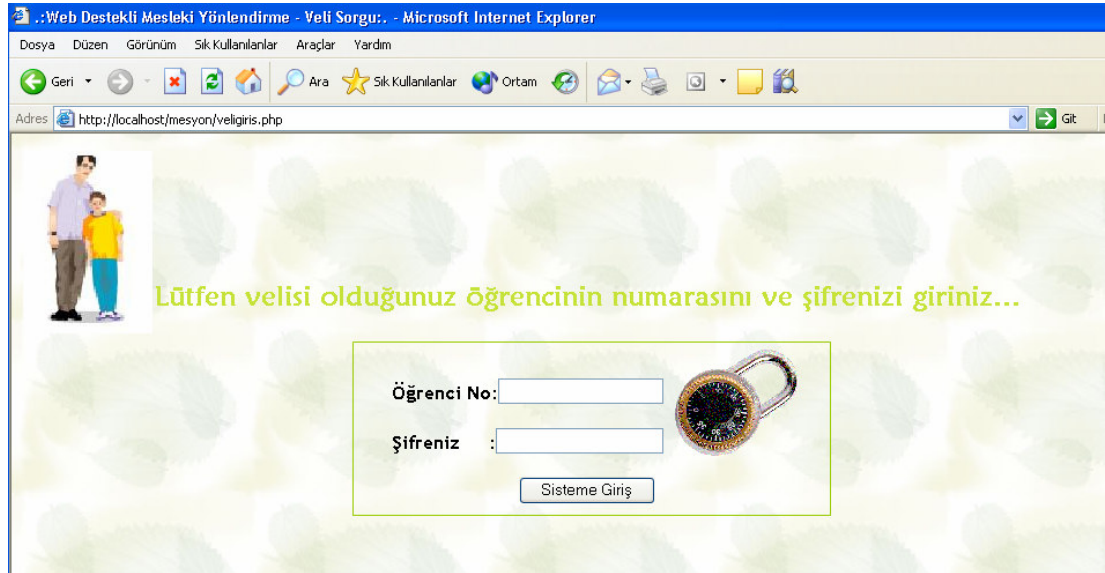 .:Web Destekli Mesleki Yönlendirme - Veli Sorgu:. - Microsoft Internet Explorer
Dosya Düzen Görünüm Sık Kullanılanlar Araçlar Yardım
Geri Ara Sık Kullanılanlar Ortam
Adres http://localhost/mesyon/veligiris.php Git
Lütfen velisi olduğunuz öğrencinin numarasını ve şifrenizi giriniz...
Öğrenci No:
Şifreniz :
Sisteme Giriş